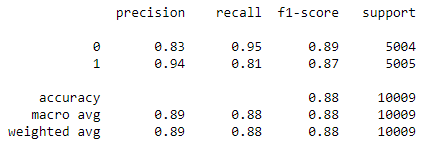 precision recall f1-score support
0 0.83 0.95 0.89 5004
1 0.94 0.81 0.87 5005
accuracy 0.88 10009
macro avg 0.89 0.88 0.88 10009
weighted avg 0.89 0.88 0.88 10009